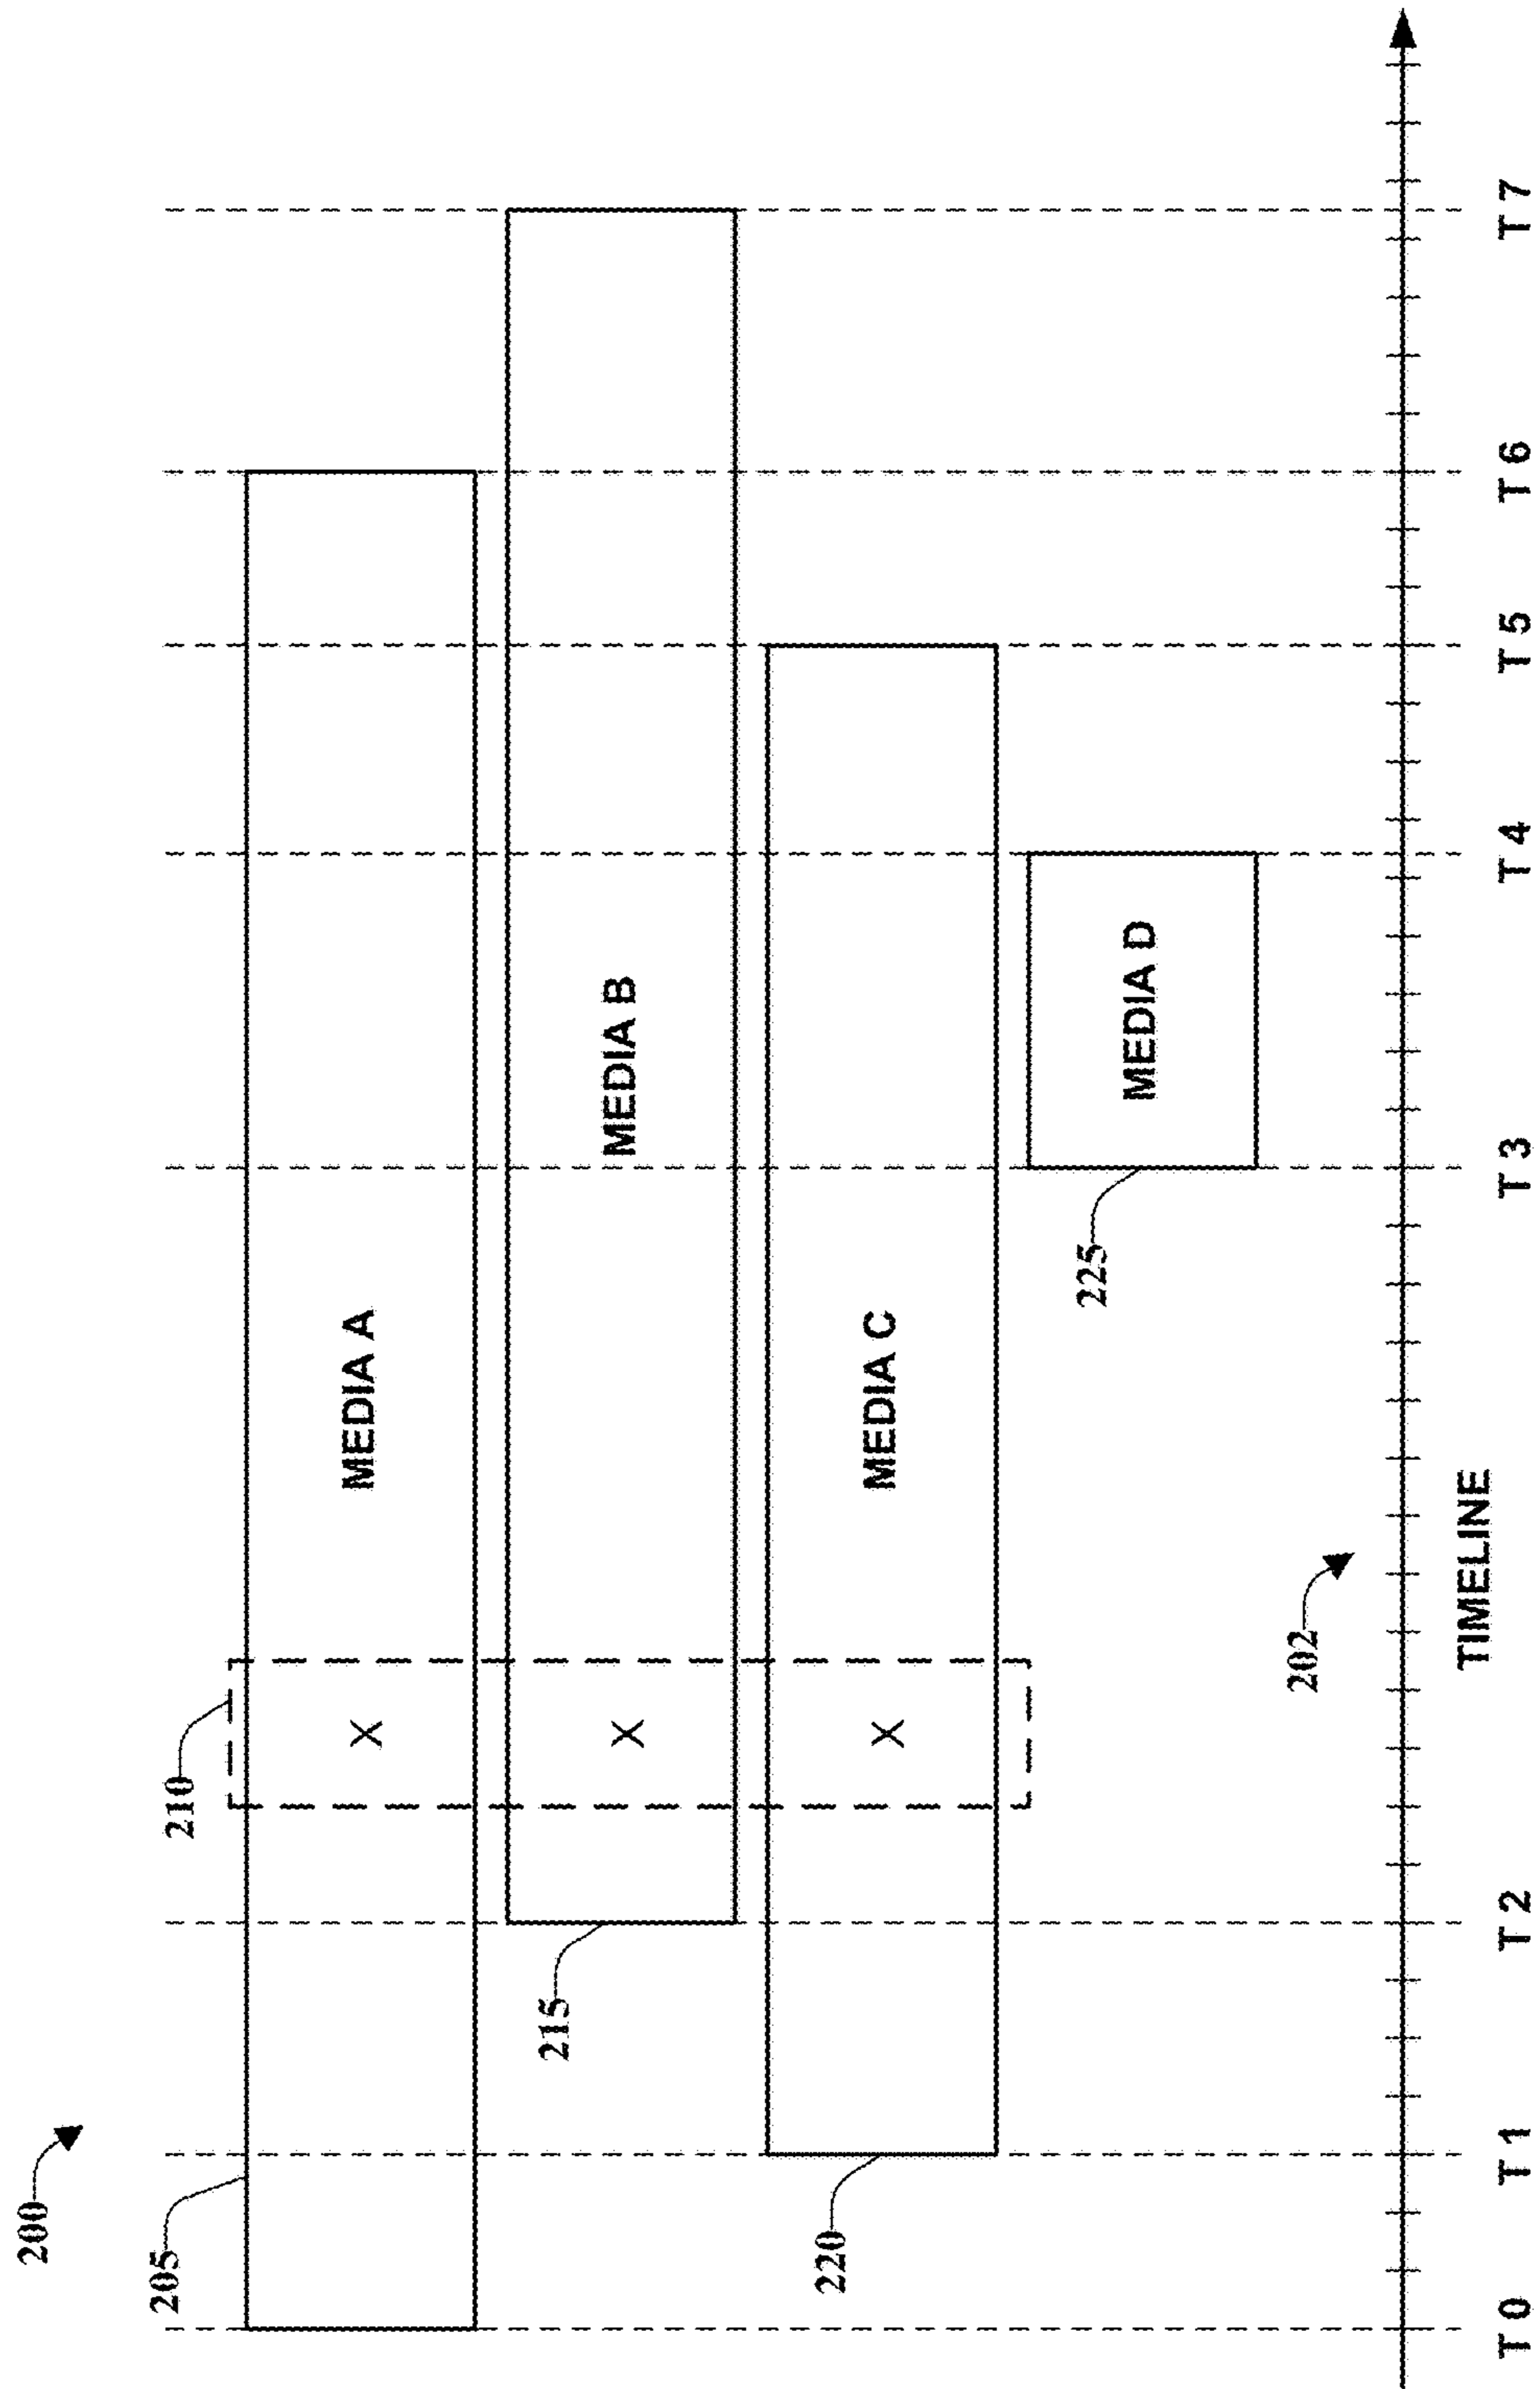 200
205
210
MEDIA A
X
215
X
MEDIA B
220
X
MEDIA C
225
MEDIA D
202
T 0
T 1
T 2
T 3
T 4
T 5
T 6
T 7
TIMELINE